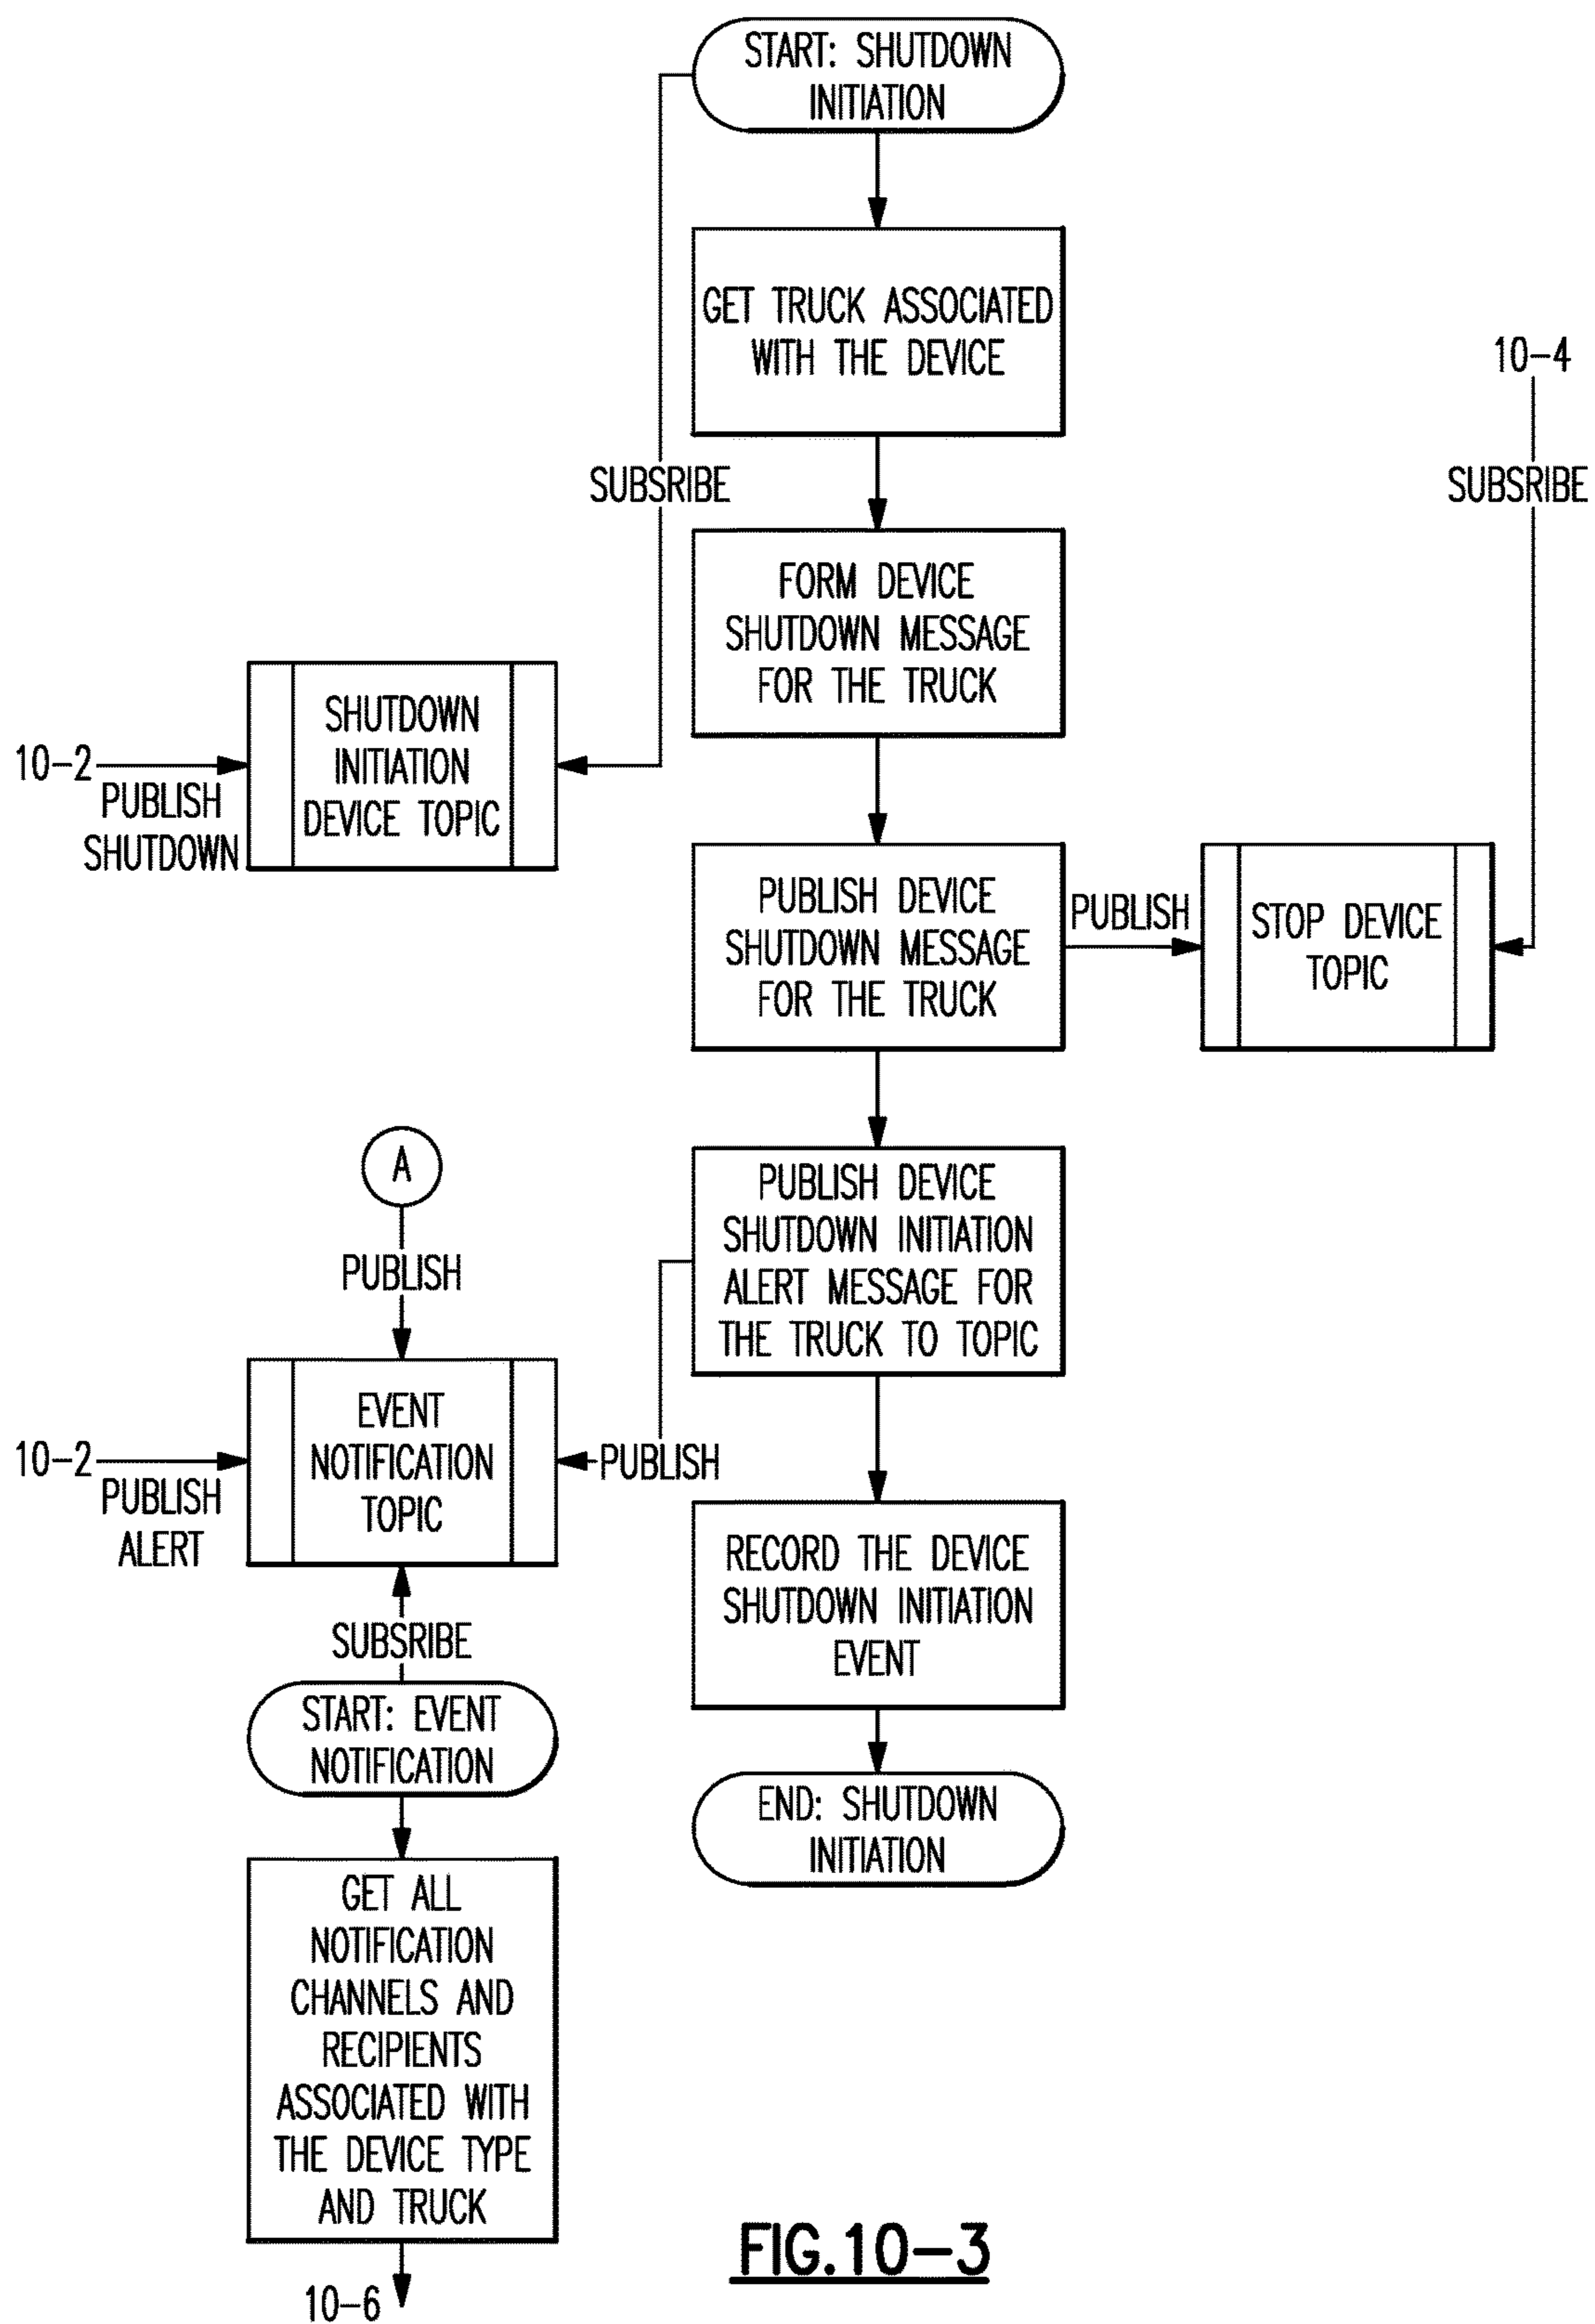 START: SHUTDOWN
INITIATION
GET TRUCK ASSOCIATED
WITH THE DEVICE
10-4
SUBSRIBE
SUBSRIBE
FORM DEVICE
SHUTDOWN MESSAGE
FOR THE TRUCK
SHUTDOWN
INITIATION
DEVICE TOPIC
10-2
PUBLISH
SHUTDOWN
PUBLISH DEVICE
SHUTDOWN MESSAGE
FOR THE TRUCK
PUBLISH
STOP DEVICE
TOPIC
A
PUBLISH
PUBLISH DEVICE
SHUTDOWN INITIATION
ALERT MESSAGE FOR
THE TRUCK TO TOPIC
EVENT
NOTIFICATION
TOPIC
10-2
PUBLISH
ALERT
PUBLISH
RECORD THE DEVICE
SHUTDOWN INITIATION
EVENT
SUBSRIBE
START: EVENT
NOTIFICATION
END: SHUTDOWN
INITIATION
GET ALL
NOTIFICATION
CHANNELS AND
RECIPIENTS
ASSOCIATED WITH
THE DEVICE TYPE
AND TRUCK
10-6
FIG.10-3